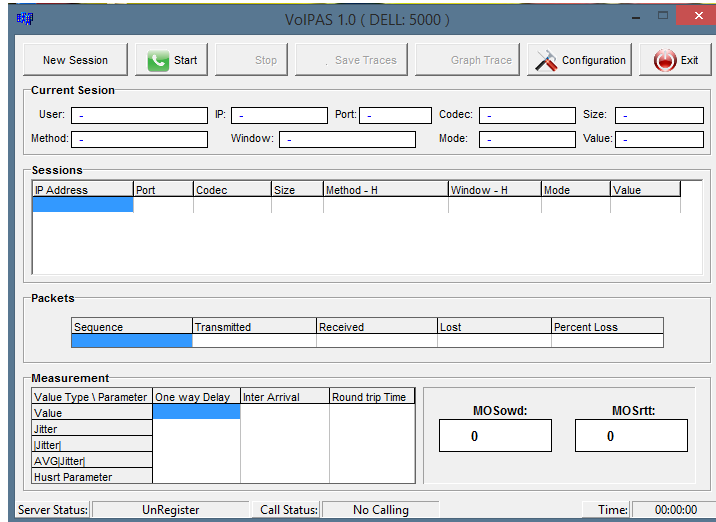 VoIPAS 1.0 ( DELL: 5000 )
New Session Start Stop . Save Traces Graph Trace Configuration Exit
Current Sesion
User: - IP: - Port: - Codec: - Size: -
Method: - Window: - Mode: - Value: -
Sessions
IP Address Port Codec Size Method - H Window - H Mode Value
Packets
Sequence Transmitted Received Lost Percent Loss
Measurement
Value Type \ Parameter One way Delay Inter Arrival Round trip Time
Value
Jitter
|Jitter|
AVG|Jitter|
Husrt Parameter
MOSowd: MOSrtt:
0 0
Server Status: UnRegister Call Status: No Calling Time: 00:00:00